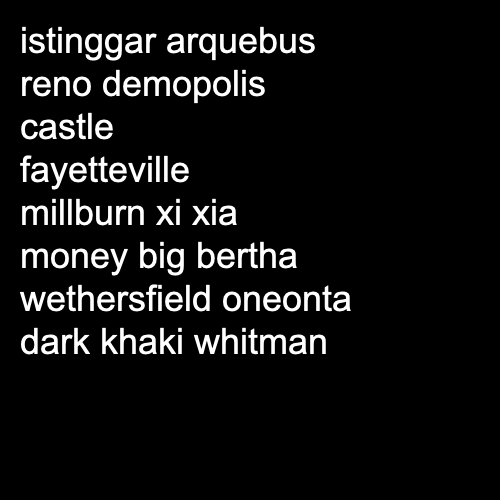 istinggar arquebus
reno demopolis
castle
fayetteville
millburn xi xia
money big bertha
wethersfield oneonta
dark khaki whitman